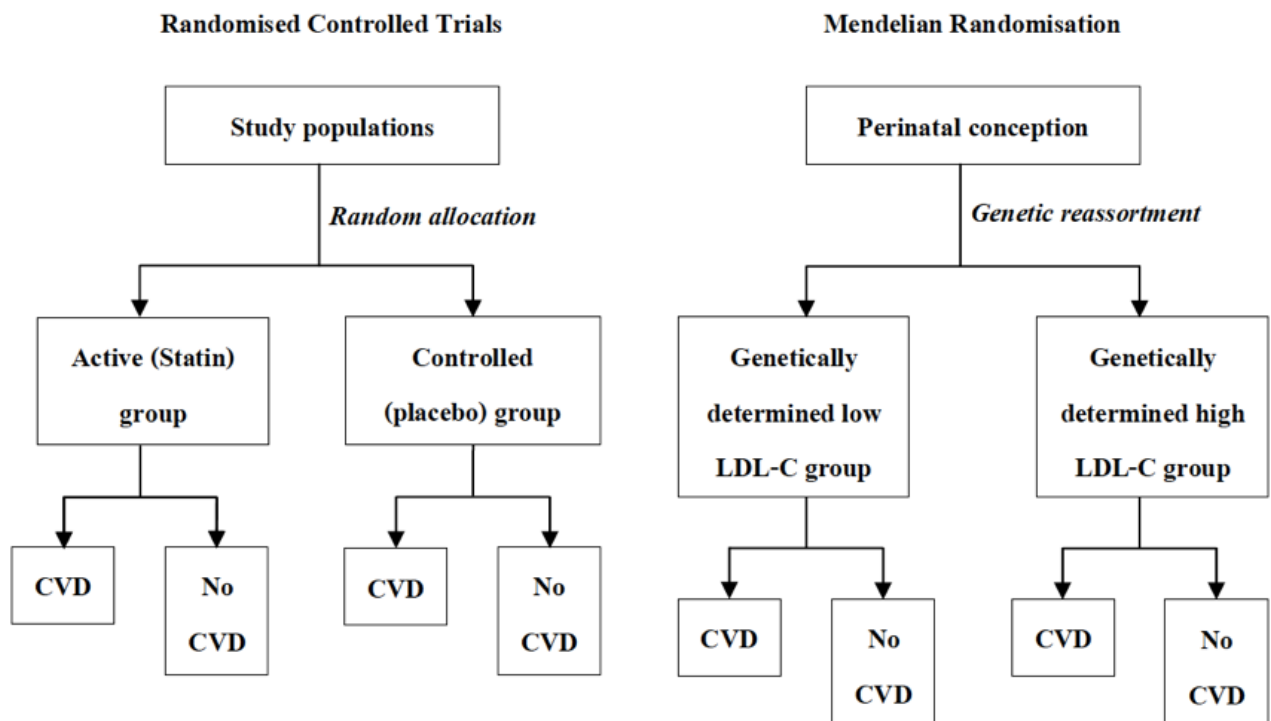 Randomised Controlled Trials
Study populations
Random allocation
Active (Statin)
group
Controlled
(placebo) group
CVD
No
CVD
CVD
No
CVD
Mendelian Randomisation
Perinatal conception
Genetic reassortment
Genetically
determined low
LDL-C group
Genetically
determined high
LDL-C group
CVD
No
CVD
CVD
No
CVD